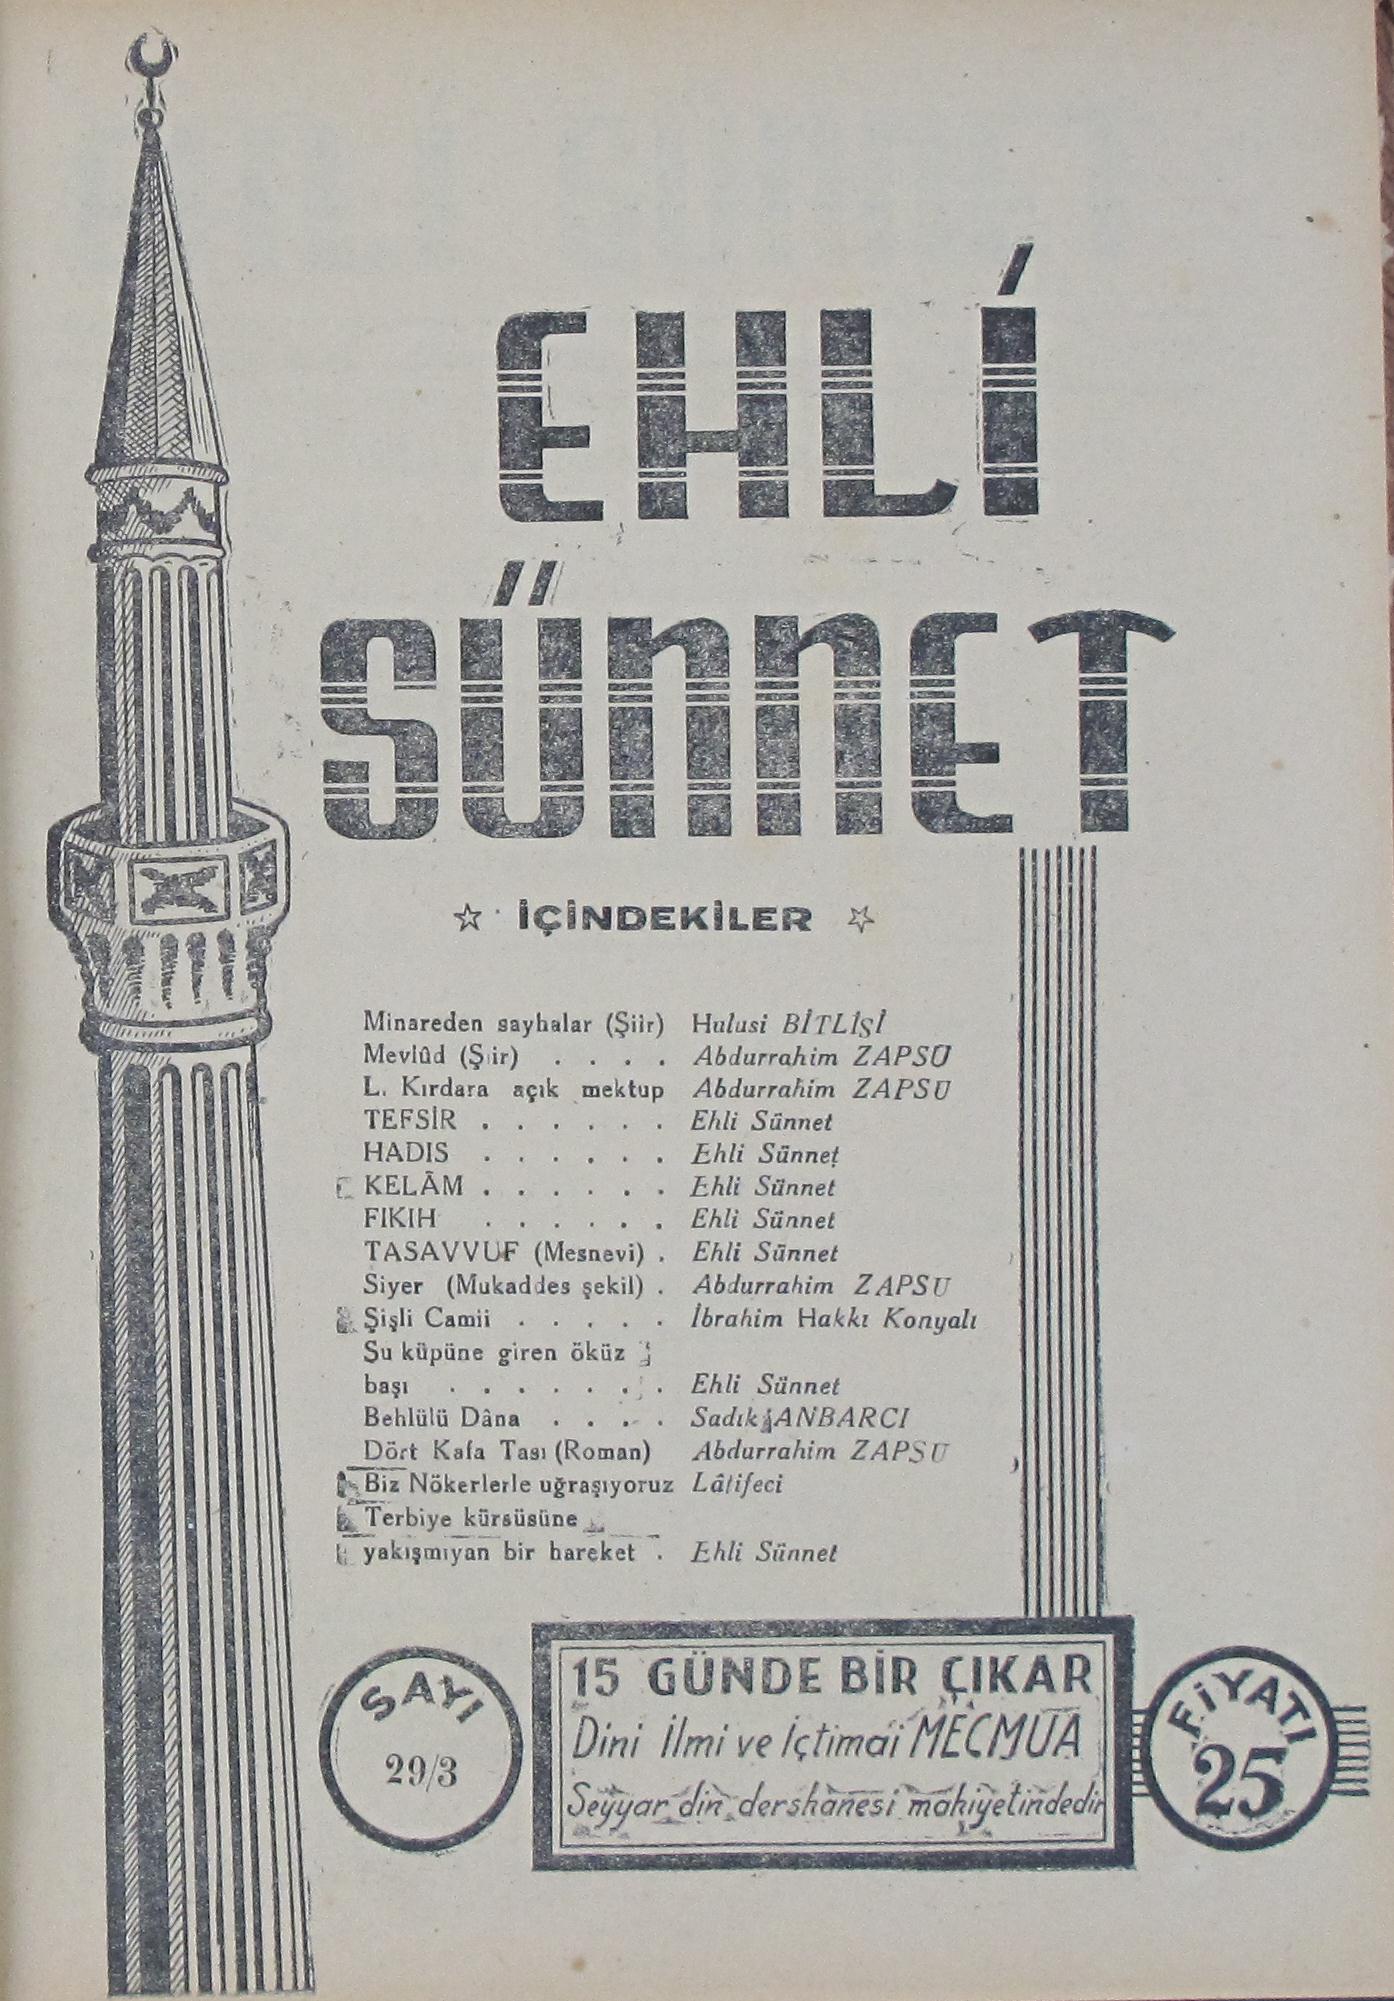 EHLİ
SÜNNET
☆ İÇİNDEKİLER ☆
Minareden sayhalar (Şiir) Hulusi BİTLİSİ
Mevlûd (Şiir) . . . . Abdurrahim ZAPSU
L. Kırdara açık mektup Abdurrahim ZAPSU
TEFSİR . . . . . . Ehli Sünnet
HADIS . . . . . . Ehli Sünnet
KELÂM . . . . . . Ehli Sünnet
FIKIH . . . . . . Ehli Sünnet
TASAVVUF (Mesnevi) . Ehli Sünnet
Siyer (Mukaddes şekil) . Abdurrahim ZAPSU
Şişli Camii . . . . . İbrahim Hakkı Konyalı
Su küpüne giren öküz
başı . . . . . . . Ehli Sünnet
Behlülü Dâna . . . . Sadık ANBARCI
Dört Kafa Tası (Roman) Abdurrahim ZAPSU
Biz Nökerlerle uğraşıyoruz Lâtifeci
Terbiye kürsüsüne
yakışmıyan bir hareket . Ehli Sünnet
SAYI
29/3
15 GÜNDE BİR ÇIKAR
Dini İlmi ve İçtimai MECMUA
Seyyar din dershanesi mahiyetindedir
FİYATI
25